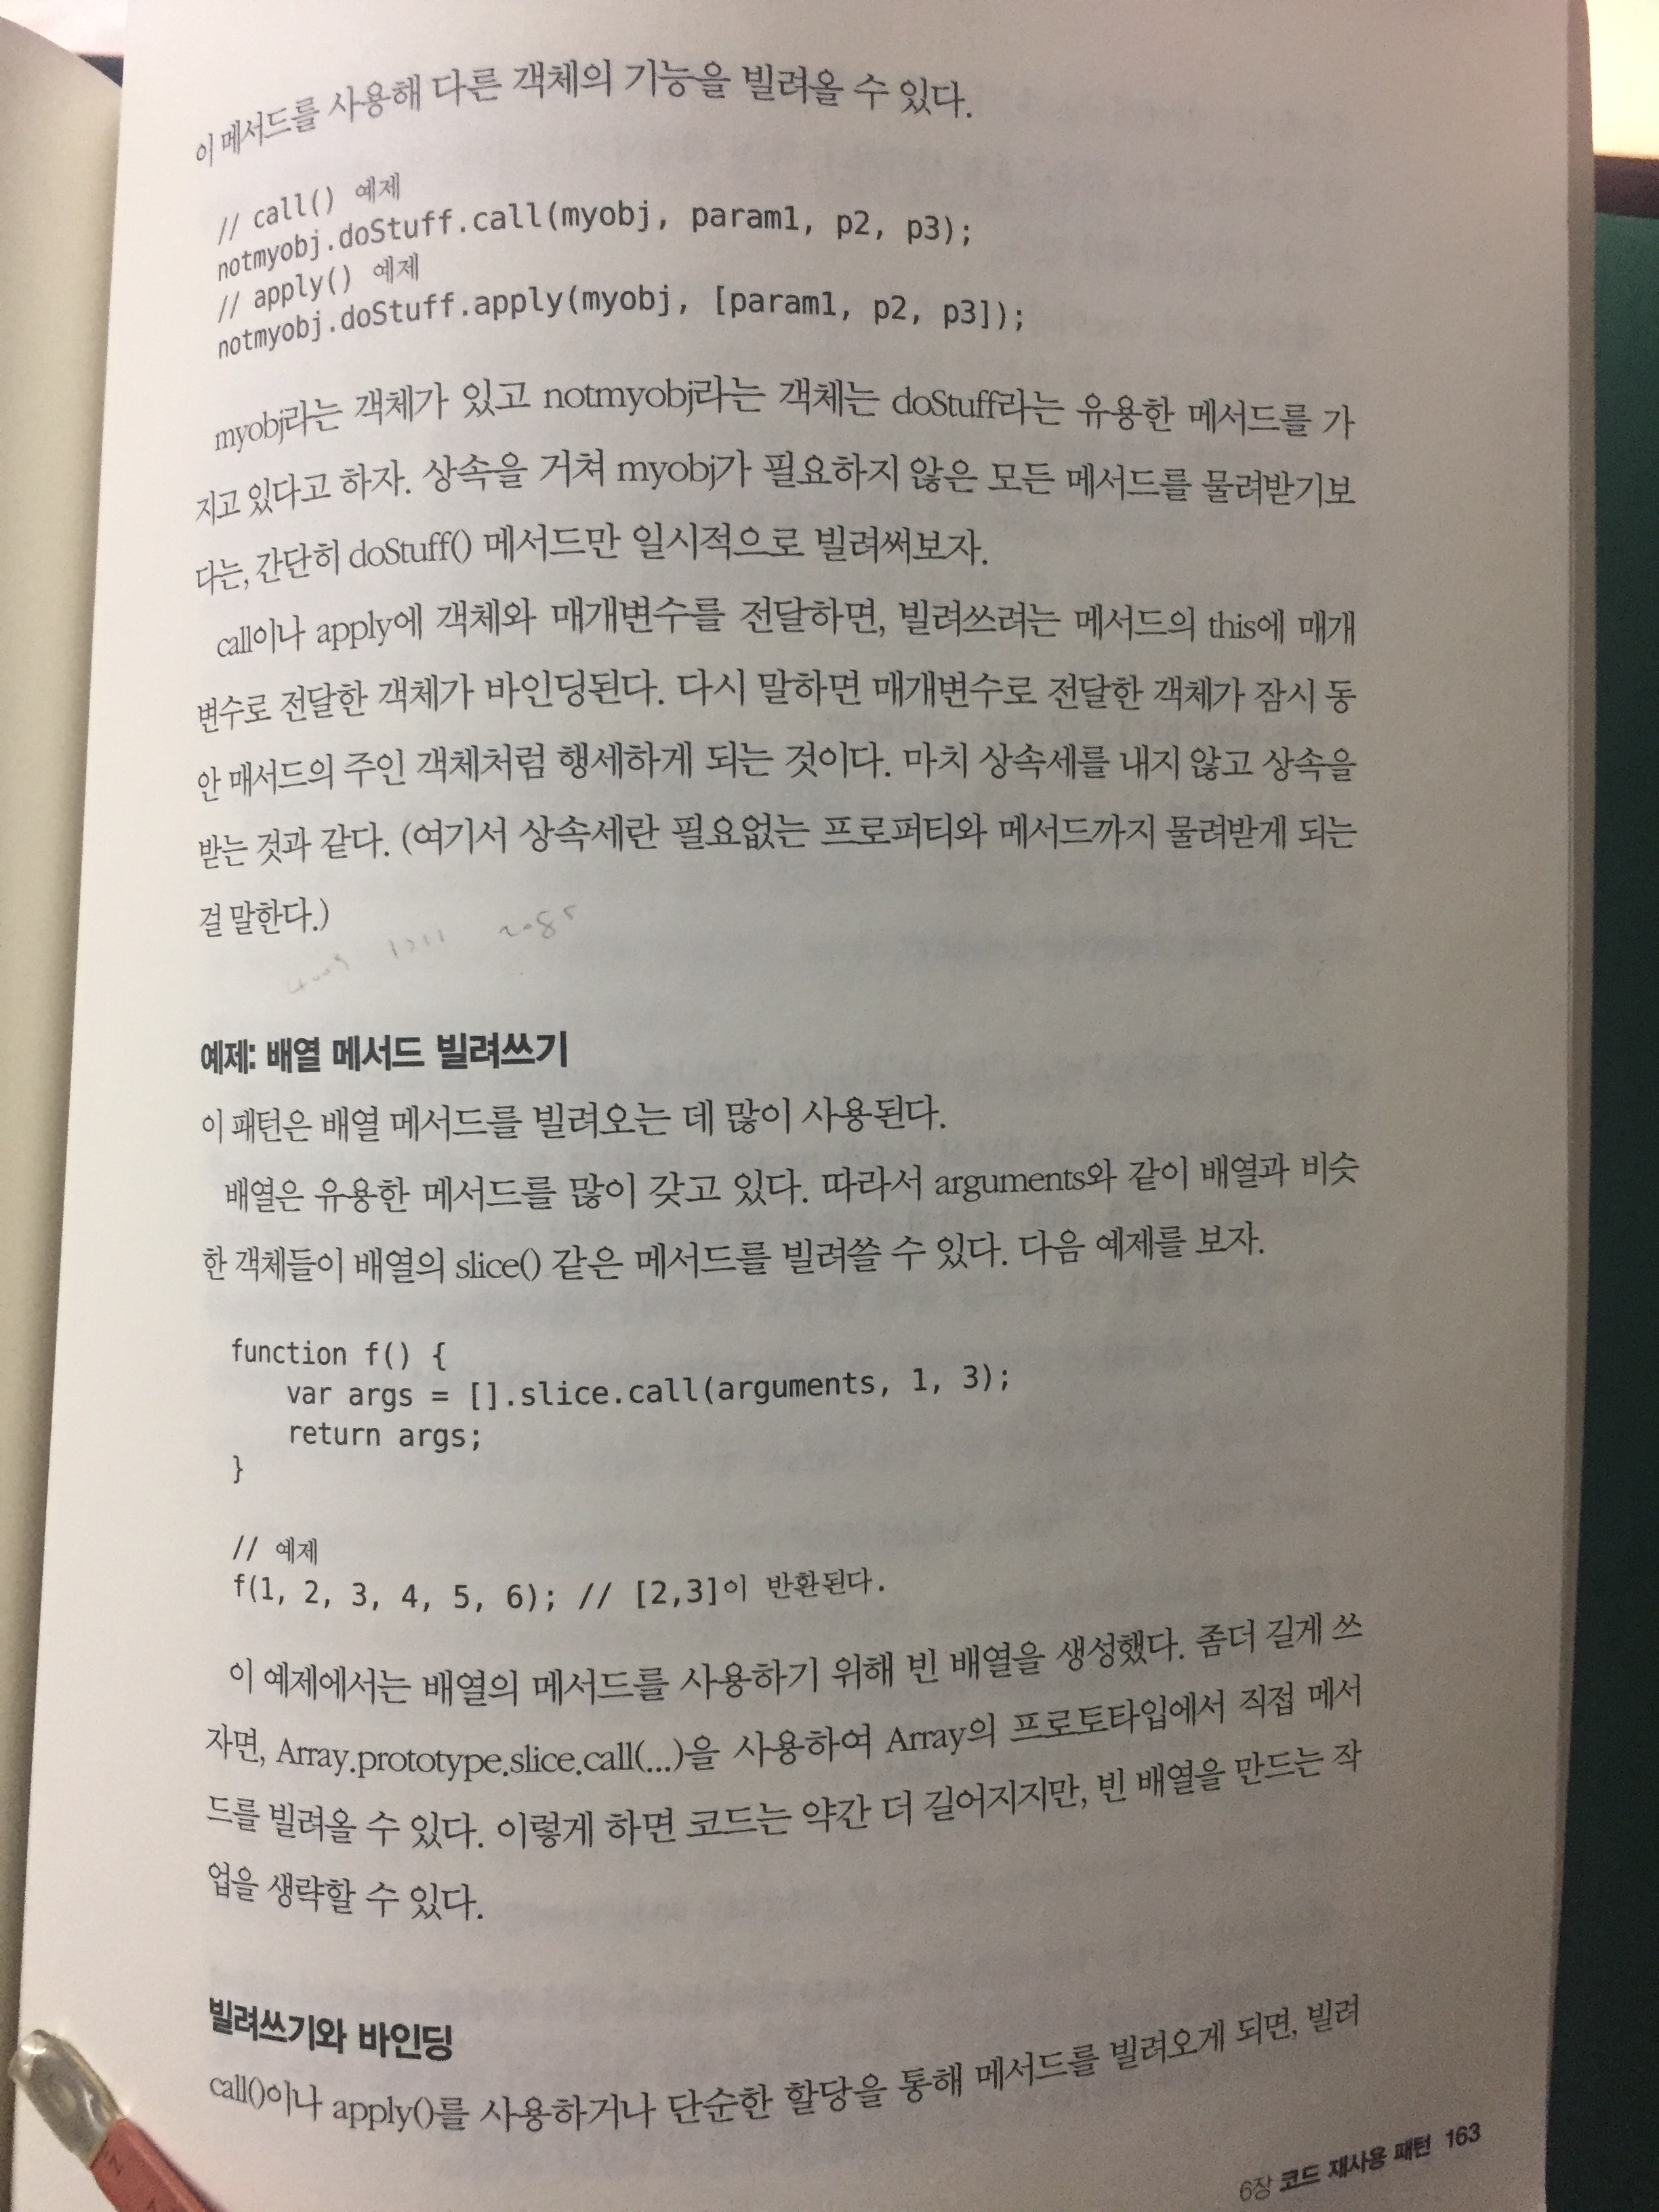 이 메서드를 사용해 다른 객체의 기능을 빌려올 수 있다.
// call() 예제
notmyobj.doStuff.call(myobj, param1, p2, p3);
// apply() 예제
notmyobj.doStuff.apply(myobj, [param1, p2, p3]);
myobj라는 객체가 있고 notmyobj라는 객체는 doStuff라는 유용한 메서드를 가
지고 있다고 하자. 상속을 거쳐 myobj가 필요하지 않은 모든 메서드를 물려받기보
다는, 간단히 doStuff() 메서드만 일시적으로 빌려써보자.
call이나 apply에 객체와 매개변수를 전달하면, 빌려쓰려는 메서드의 this에 매개
변수로 전달한 객체가 바인딩된다. 다시 말하면 매개변수로 전달한 객체가 잠시 동
안 매서드의 주인 객체처럼 행세하게 되는 것이다. 마치 상속세를 내지 않고 상속을
받는 것과 같다. (여기서 상속세란 필요없는 프로퍼티와 메서드까지 물려받게 되는
걸 말한다.)
예제: 배열 메서드 빌려쓰기
이 패턴은 배열 메서드를 빌려오는 데 많이 사용된다.
배열은 유용한 메서드를 많이 갖고 있다. 따라서 arguments와 같이 배열과 비슷
한 객체들이 배열의 slice() 같은 메서드를 빌려쓸 수 있다. 다음 예제를 보자.
function f() {
var args = [].slice.call(arguments, 1, 3);
return args;
}
// 예제
f(1, 2, 3, 4, 5, 6); // [2,3]이 반환된다.
이 예제에서는 배열의 메서드를 사용하기 위해 빈 배열을 생성했다. 좀더 길게 쓰
자면, Array.prototype.slice.call(...)을 사용하여 Array의 프로토타입에서 직접 메서
드를 빌려올 수 있다. 이렇게 하면 코드는 약간 더 길어지지만, 빈 배열을 만드는 작
업을 생략할 수 있다.
빌려쓰기와 바인딩
call()이나 apply()를 사용하거나 단순한 할당을 통해 메서드를 빌려오게 되면, 빌려
6장 코드 재사용 패턴 163